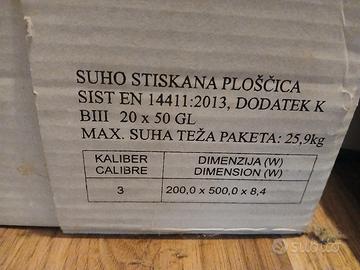 SUHO STISKANA PLOŠČICA
SIST EN 14411:2013, DODATEK K
BIII 20 x 50 GL
MAX. SUHA TEŽA PAKETA: 25,9kg
KALIBER DIMENZIJA (W)
CALIBRE DIMENSION (W)
3 200,0 x 500,0 x 8,4
subito